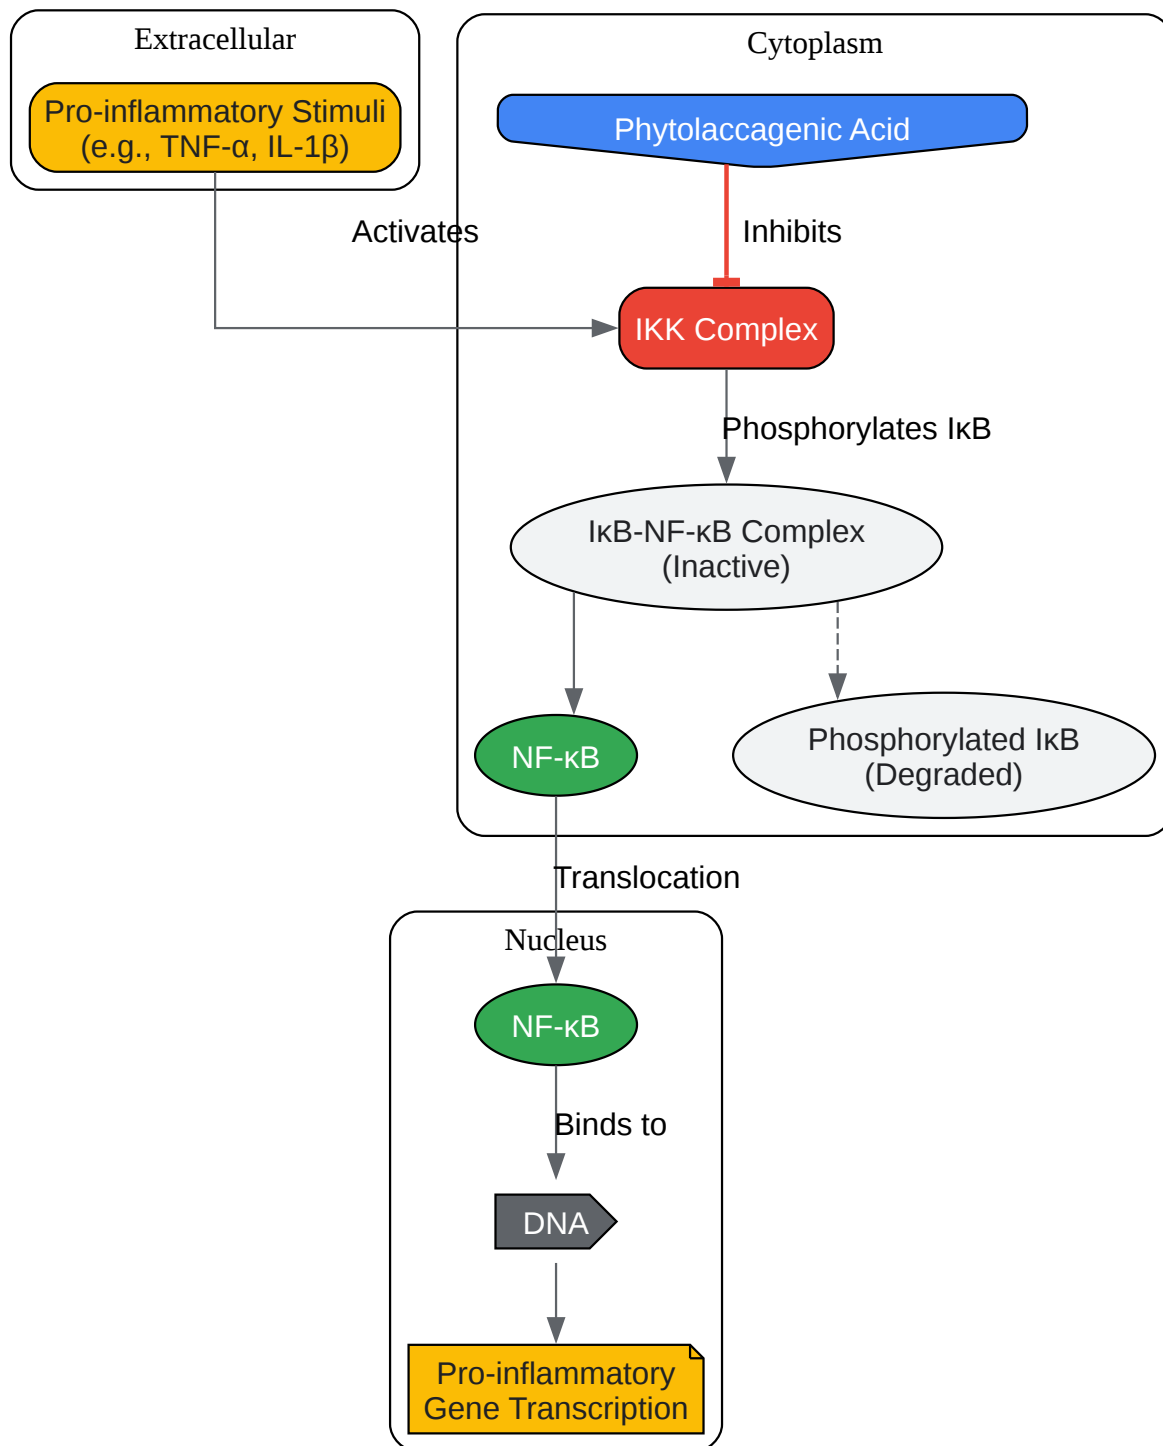 Extracellular
Cytoplasm
Pro-inflammatory Stimuli
(e.g., TNF-α, IL-1β)
Phytolaccagenic Acid
Activates
Inhibits
IKK Complex
Phosphorylates IκB
IκB-NF-κB Complex
(Inactive)
NF-κB
Phosphorylated IκB
(Degraded)
Translocation
Nucleus
NF-κB
Binds to
DNA
Pro-inflammatory
Gene Transcription